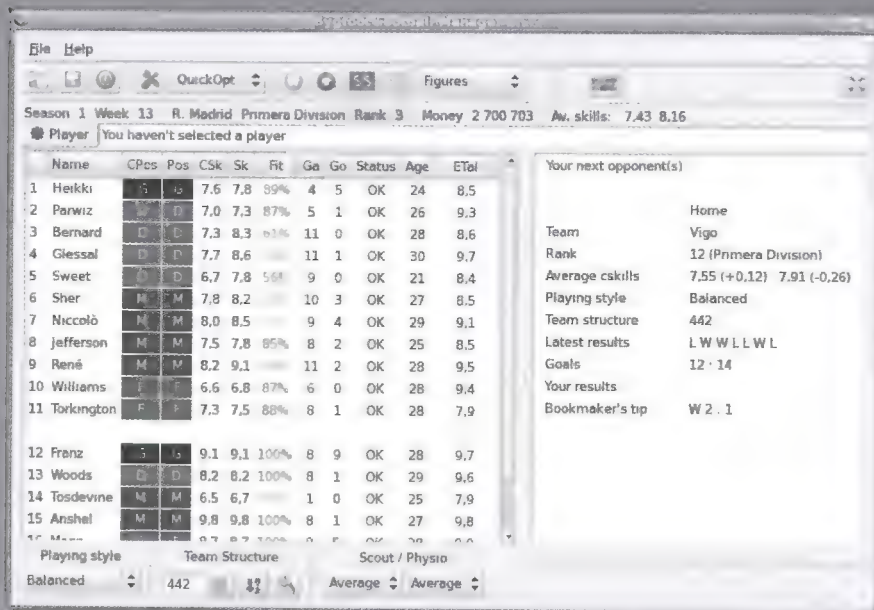 File Help
QuickOpt Figures
Season 1 Week 13 R. Madrid Primera Division Rank 3 Money 2 700 703 Av. skills: 7.43 8.16
Player You haven't selected a player
Name CPos Pos CSk Sk Fit Ga Go Status Age ETal
1 Heikki G G 7.6 7,8 89% 4 5 OK 24 8,5
2 Parwiz D D 7,0 7,3 87% 5 1 OK 26 9,3
3 Bernard D D 7,3 8,3 61% 11 0 OK 28 8,6
4 Giessal D D 7.7 8,6 11 1 OK 30 9,7
5 Sweet D D 6,7 7,8 9 0 OK 21 8,4
6 Sher M M 7,8 8,2 10 3 OK 27 8.5
7 Niccolò M M 8,0 8,5 9 4 OK 29 9,1
8 Jefferson M M 7,5 7,8 85% 8 2 OK 25 8,5
9 René M M 8,2 9,1 11 2 OK 28 9,5
10 Williams F F 6,6 6,8 87% 6 0 OK 28 9,4
11 Torkington F F 7,3 7,5 88% 8 1 OK 28 7,9
12 Franz G G 9.1 9,1 100% 8 9 OK 28 9,7
13 Woods D D 8,2 8,2 100% 8 1 OK 29 9,6
14 Tosdevine M M 6.5 6,7 1 0 OK 25 7,9
15 Anshel M M 9,8 9,8 100% 8 1 OK 27 9,8
Playing style Team Structure Scout / Physio
Balanced 442 Average Average
Your next opponent(s)
Home
Team Vigo
Rank 12 (Primera Division)
Average cskills 7,55 (+0,12) 7.91 (-0,26)
Playing style Balanced
Team structure 442
Latest results L W W L L W L
Goals 12 · 14
Your results
Bookmaker's tip W 2 . 1